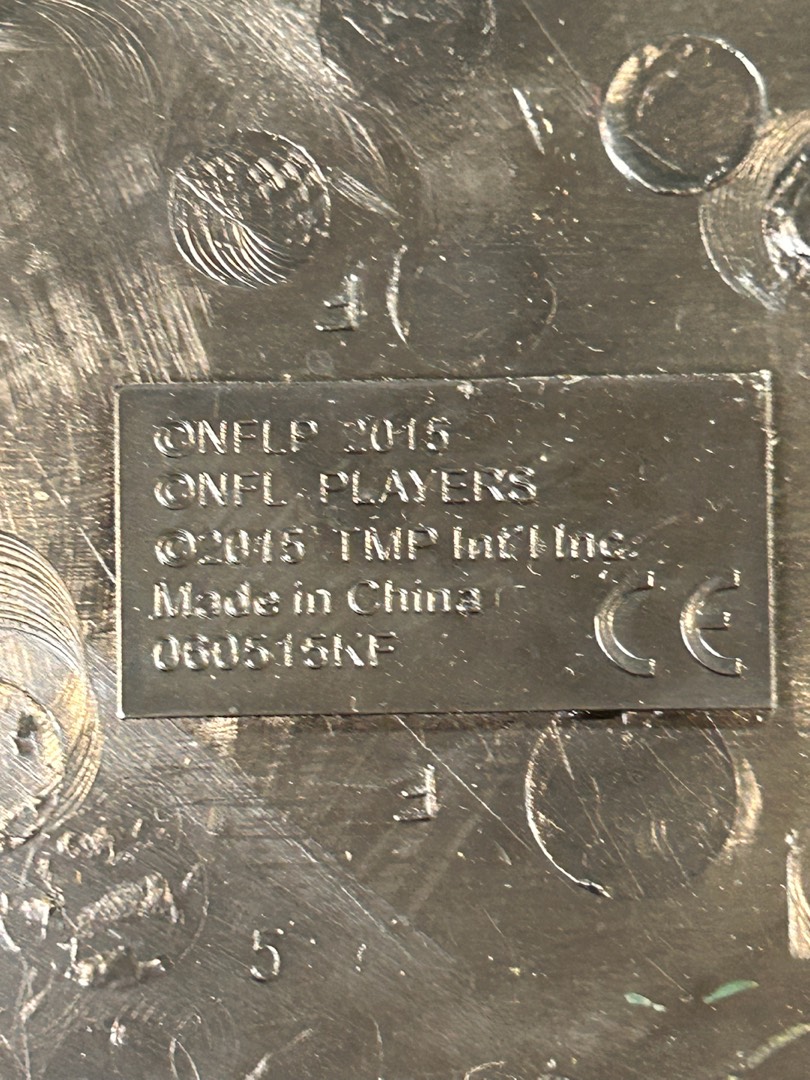 F
©NFLP 2015
©NFL PLAYERS
©2015 TMP Int'l Inc.
Made in China
060515KF
CE
F
5